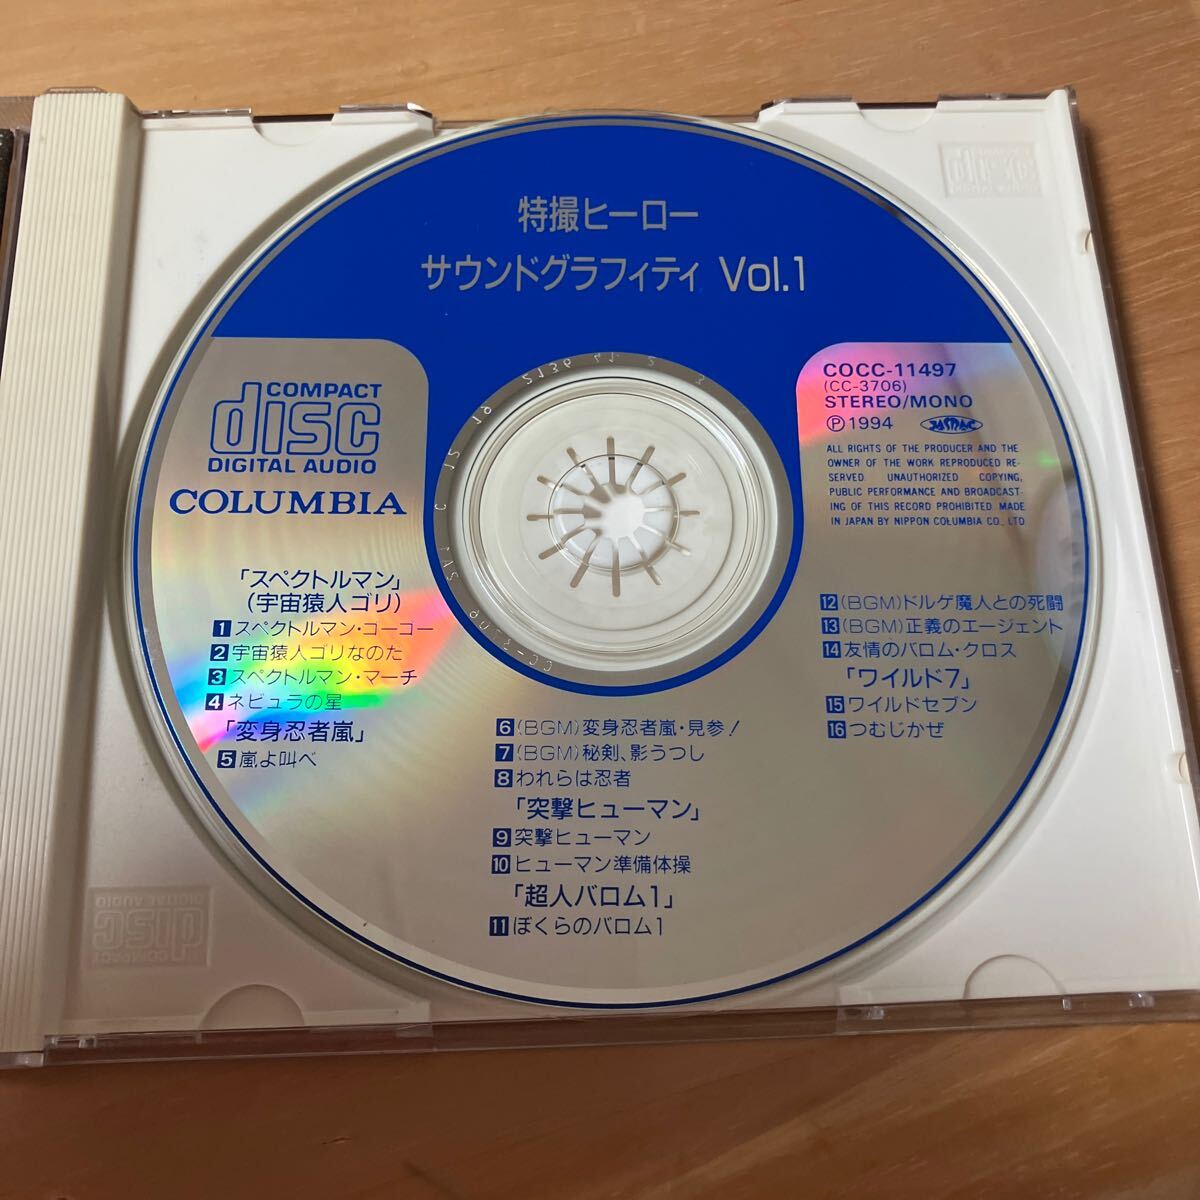 特撮ヒーロー
サウンドグラフィティ Vol.1
COMPACT
disc
DIGITAL AUDIO
COLUMBIA
COCC-11497
(CC-3706)
STEREO/MONO
Ⓟ1994 JASRAC
ALL RIGHTS OF THE PRODUCER AND THE
OWNER OF THE WORK REPRODUCED RE-
SERVED. UNAUTHORIZED COPYING,
PUBLIC PERFORMANCE AND BROADCAST-
ING OF THIS RECORD PROHIBITED. MADE
IN JAPAN BY NIPPON COLUMBIA CO., LTD
「スペクトルマン」
(宇宙猿人ゴリ)
1 スペクトルマン・ゴーゴー
2 宇宙猿人ゴリなのだ
3 スペクトルマン・マーチ
4 ネビュラの星
「変身忍者嵐」
5 嵐よ叫べ
6 (BGM)変身忍者嵐・見参!
7 (BGM)秘剣、影うつし
8 われらは忍者
「突撃ヒューマン」
9 突撃ヒューマン
10 ヒューマン準備体操
「超人バロム1」
11 ぼくらのバロム1
12 (BGM)ドルゲ魔人との死闘
13 (BGM)正義のエージェント
14 友情のバロム・クロス
「ワイルド7」
15 ワイルドセブン
16 つむじかぜ